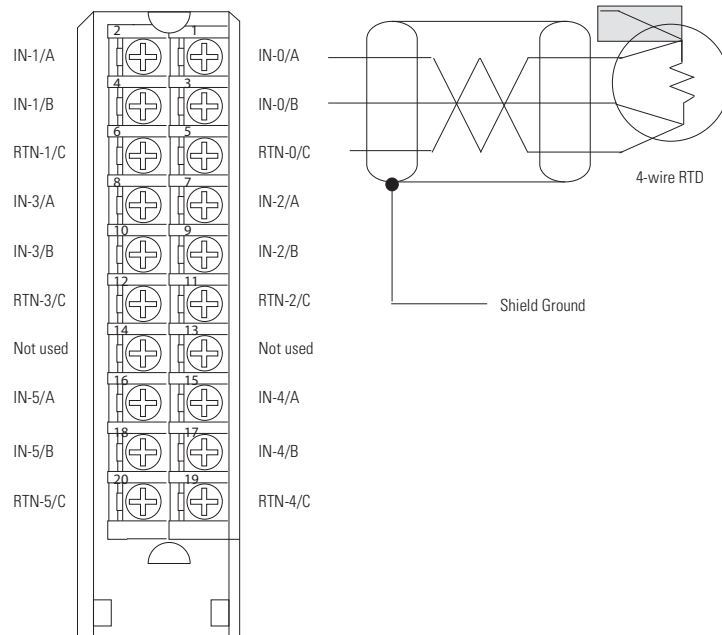 2 1
IN-1/A IN-0/A
4 3
IN-1/B IN-0/B
6 5
RTN-1/C RTN-0/C
4-wire RTD
8 7
IN-3/A IN-2/A
10 9
IN-3/B IN-2/B
12 11
RTN-3/C RTN-2/C
Shield Ground
14 13
Not used Not used
16 15
IN-5/A IN-4/A
18 17
IN-5/B IN-4/B
20 19
RTN-5/C RTN-4/C